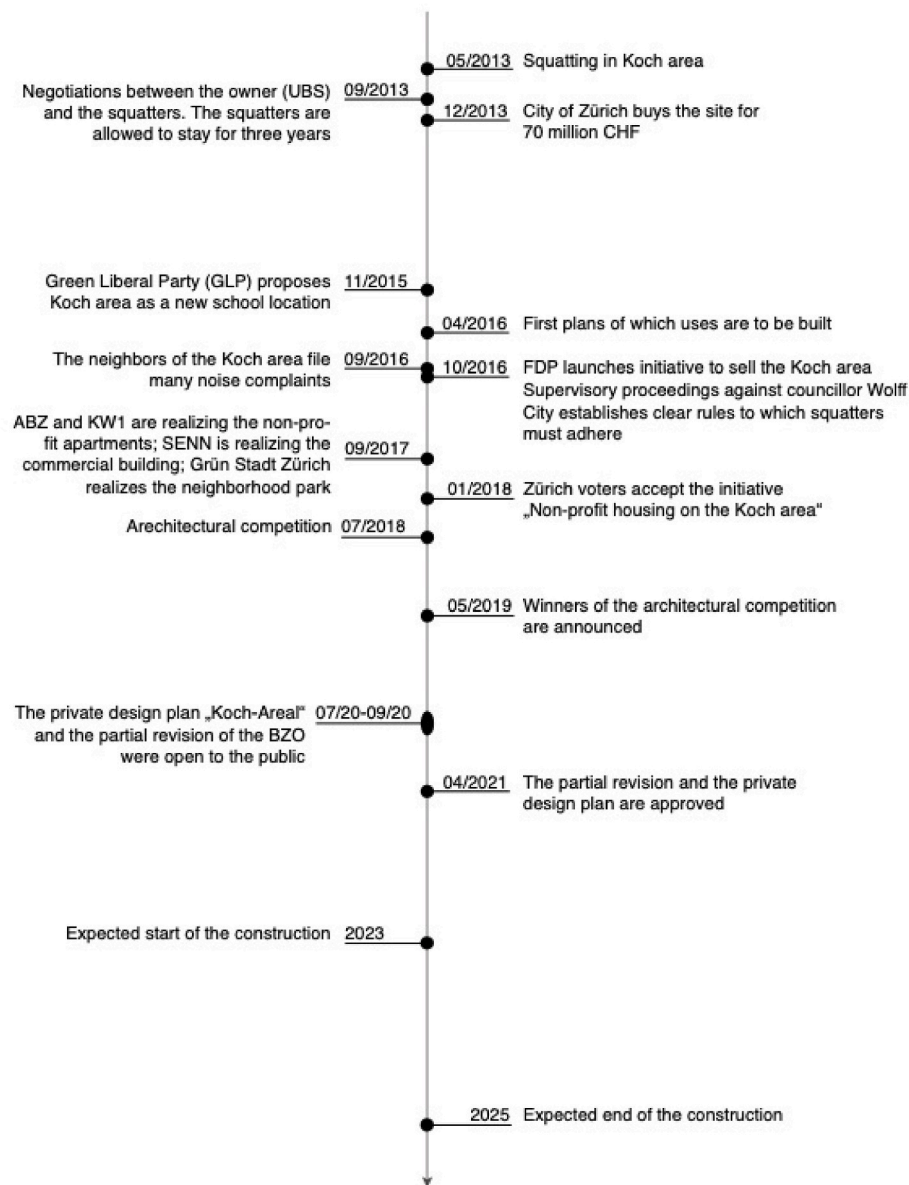 05/2013 Squatting in Koch area
Negotiations between the owner (UBS) 09/2013
and the squatters. The squatters are
allowed to stay for three years
12/2013 City of Zürich buys the site for
70 million CHF
Green Liberal Party (GLP) proposes 11/2015
Koch area as a new school location
04/2016 First plans of which uses are to be built
The neighbors of the Koch area file 09/2016
many noise complaints
10/2016 FDP launches initiative to sell the Koch area
Supervisory proceedings against councillor Wolff
City establishes clear rules to which squatters
must adhere
ABZ and KW1 are realizing the non-pro-
fit apartments; SENN is realizing the
commercial building; Grün Stadt Zürich 09/2017
realizes the neighborhood park
01/2018 Zürich voters accept the initiative
„Non-profit housing on the Koch area“
Arechitectural competition 07/2018
05/2019 Winners of the architectural competition
are announced
The private design plan „Koch-Areal“ 07/20-09/20
and the partial revision of the BZO
were open to the public
04/2021 The partial revision and the private
design plan are approved
Expected start of the construction 2023
2025 Expected end of the construction